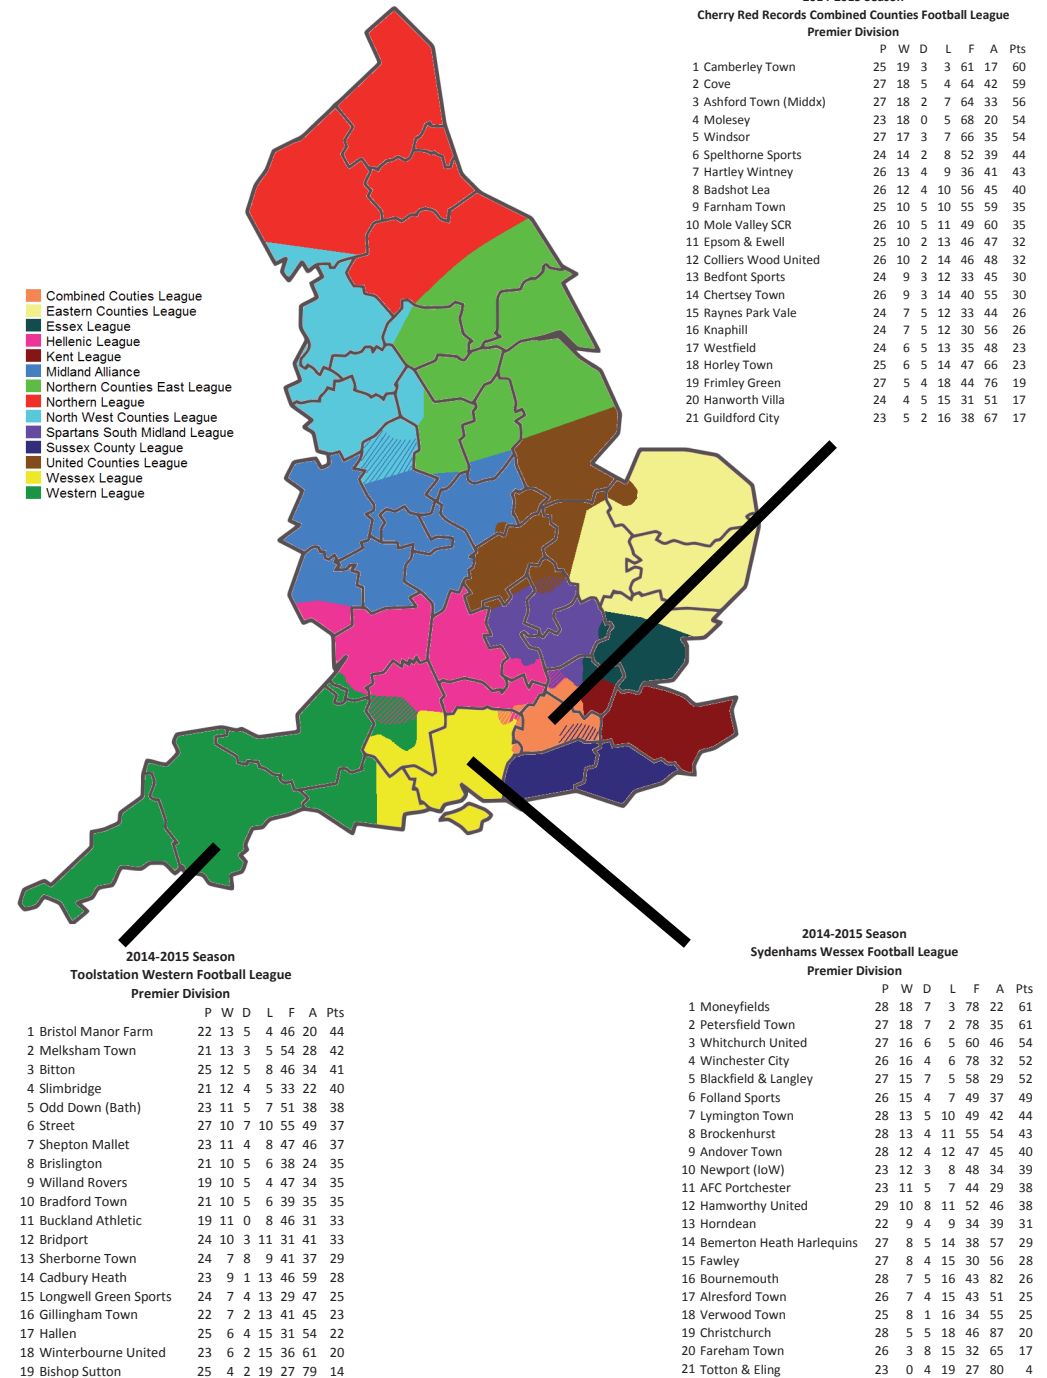 Cherry Red Records Combined Counties Football League
Premier Division
P W D L F A Pts
1 Camberley Town 25 19 3 3 61 17 60
2 Cove 27 18 5 4 64 42 59
3 Ashford Town (Middx) 27 18 2 7 64 33 56
4 Molesey 23 18 0 5 68 20 54
5 Windsor 27 17 3 7 66 35 54
6 Spelthorne Sports 24 14 2 8 52 39 44
7 Hartley Wintney 26 13 4 9 36 41 43
8 Badshot Lea 26 12 4 10 56 45 40
9 Farnham Town 25 10 5 10 55 59 35
10 Mole Valley SCR 26 10 5 11 49 60 35
11 Epsom & Ewell 25 10 2 13 46 47 32
12 Colliers Wood United 26 10 2 14 46 48 32
13 Bedfont Sports 24 9 3 12 33 45 30
14 Chertsey Town 26 9 3 14 40 55 30
15 Raynes Park Vale 24 7 5 12 33 44 26
16 Knaphill 24 7 5 12 30 56 26
17 Westfield 24 6 5 13 35 48 23
18 Horley Town 25 6 5 14 47 66 23
19 Frimley Green 27 5 4 18 44 76 19
20 Hanworth Villa 24 4 5 15 31 51 17
21 Guildford City 23 5 2 16 38 67 17
Combined Couties League
Eastern Counties League
Essex League
Hellenic League
Kent League
Midland Alliance
Northern Counties East League
Northern League
North West Counties League
Spartans South Midland League
Sussex County League
United Counties League
Wessex League
Western League
2014-2015 Season
Toolstation Western Football League
Premier Division
P W D L F A Pts
1 Bristol Manor Farm 22 13 5 4 46 20 44
2 Melksham Town 21 13 3 5 54 28 42
3 Bitton 25 12 5 8 46 34 41
4 Slimbridge 21 12 4 5 33 22 40
5 Odd Down (Bath) 23 11 5 7 51 38 38
6 Street 27 10 7 10 55 49 37
7 Shepton Mallet 23 11 4 8 47 46 37
8 Brislington 21 10 5 6 38 24 35
9 Willand Rovers 19 10 5 4 47 34 35
10 Bradford Town 21 10 5 6 39 35 35
11 Buckland Athletic 19 11 0 8 46 31 33
12 Bridport 24 10 3 11 31 41 33
13 Sherborne Town 24 7 8 9 41 37 29
14 Cadbury Heath 23 9 1 13 46 59 28
15 Longwell Green Sports 24 7 4 13 29 47 25
16 Gillingham Town 22 7 2 13 41 45 23
17 Hallen 25 6 4 15 31 54 22
18 Winterbourne United 23 6 2 15 36 61 20
19 Bishop Sutton 25 4 2 19 27 79 14
2014-2015 Season
Sydenhams Wessex Football League
Premier Division
P W D L F A Pts
1 Moneyfields 28 18 7 3 78 22 61
2 Petersfield Town 27 18 7 2 78 35 61
3 Whitchurch United 27 16 6 5 60 46 54
4 Winchester City 26 16 4 6 78 32 52
5 Blackfield & Langley 27 15 7 5 58 29 52
6 Folland Sports 26 15 4 7 49 37 49
7 Lymington Town 28 13 5 10 49 42 44
8 Brockenhurst 28 13 4 11 55 54 43
9 Andover Town 28 12 4 12 47 45 40
10 Newport (IoW) 23 12 3 8 48 34 39
11 AFC Portchester 23 11 5 7 44 29 38
12 Hamworthy United 29 10 8 11 52 46 38
13 Horndean 22 9 4 9 34 39 31
14 Bemerton Heath Harlequins 27 8 5 14 38 57 29
15 Fawley 27 8 4 15 30 56 28
16 Bournemouth 28 7 5 16 43 82 26
17 Alresford Town 26 7 4 15 43 51 25
18 Verwood Town 25 8 1 16 34 55 25
19 Christchurch 28 5 5 18 46 87 20
20 Fareham Town 26 3 8 15 32 65 17
21 Totton & Eling 23 0 4 19 27 80 4